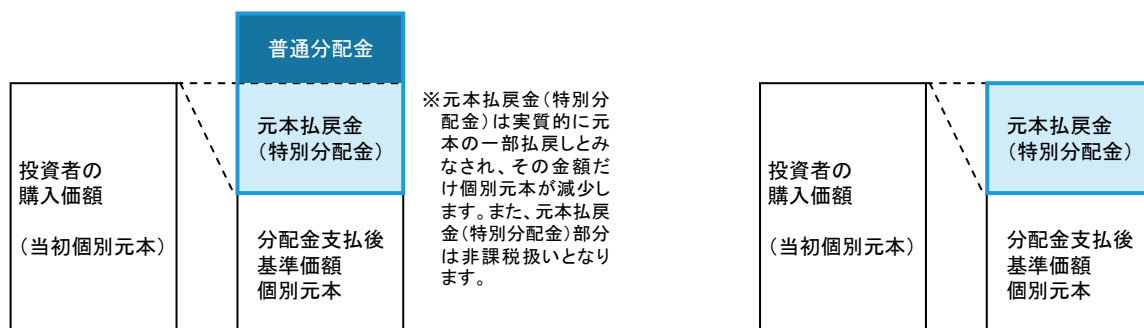 普通分配金
元本払戻金
(特別分配金)
投資者の
購入価額
(当初個別元本)
分配金支払後
基準価額
個別元本
※元本払戻金(特別分
配金)は実質的に元
本の一部払戻しとみ
なされ、その金額だ
け個別元本が減少し
ます。また、元本払戻
金(特別分配金)部分
は非課税扱いとなり
ます。
元本払戻金
(特別分配金)
投資者の
購入価額
(当初個別元本)
分配金支払後
基準価額
個別元本